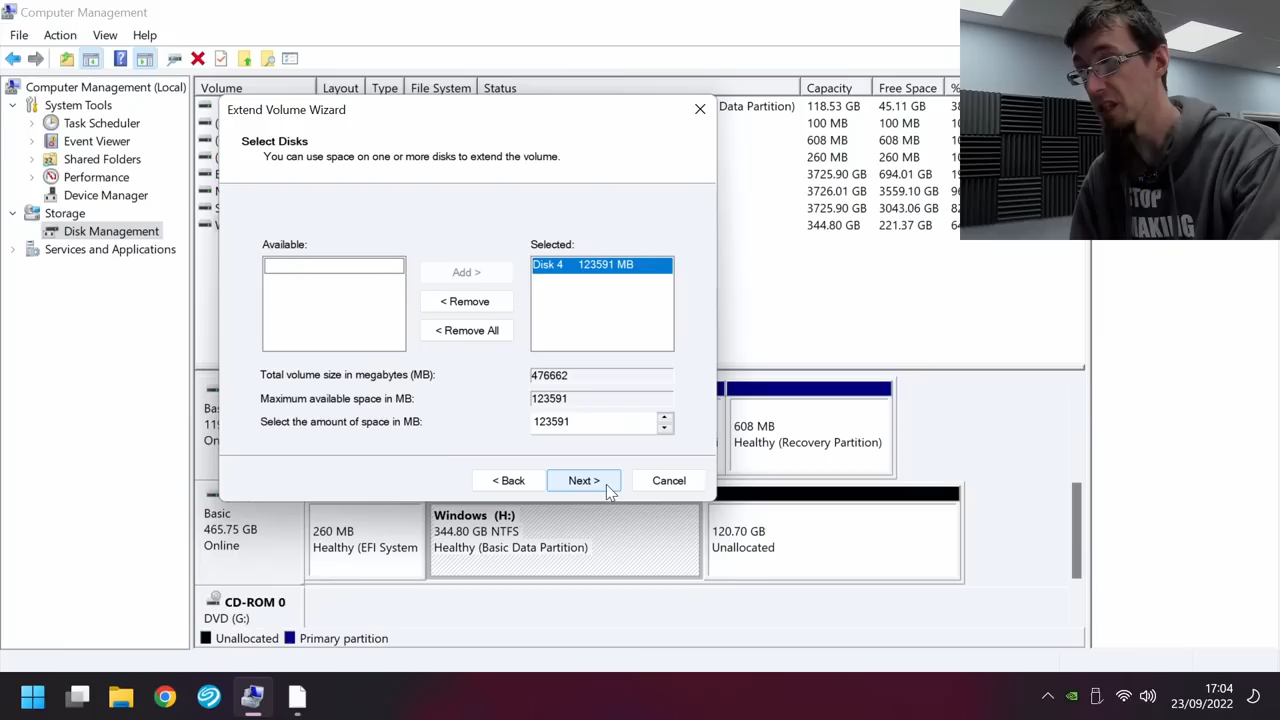 Computer Management
File Action View Help
Computer Management (Local)
System Tools
Task Scheduler
Event Viewer
Shared Folders
Performance
Device Manager
Storage
Disk Management
Services and Applications
Volume Layout Type File System Status Capacity Free Space %
Data Partition) 118.53 GB 45.11 GB
100 MB 100 MB
608 MB 608 MB
260 MB 260 MB
3725.90 GB 694.01 GB
3726.01 GB 3559.10 GB
3725.90 GB 3043.06 GB
344.80 GB 221.37 GB
Extend Volume Wizard
Select Disks
You can use space on one or more disks to extend the volume.
Available:
Selected:
Disk 4 123591 MB
Add >
< Remove
< Remove All
Total volume size in megabytes (MB): 476662
Maximum available space in MB: 123591
Select the amount of space in MB: 123591
< Back Next > Cancel
608 MB
Healthy (Recovery Partition)
Basic
465.75 GB
Online
260 MB
Healthy (EFI System
Windows (H:)
344.80 GB NTFS
Healthy (Basic Data Partition)
120.70 GB
Unallocated
CD-ROM 0
DVD (G:)
Unallocated Primary partition
STOP
MAKING
17:04
23/09/2022